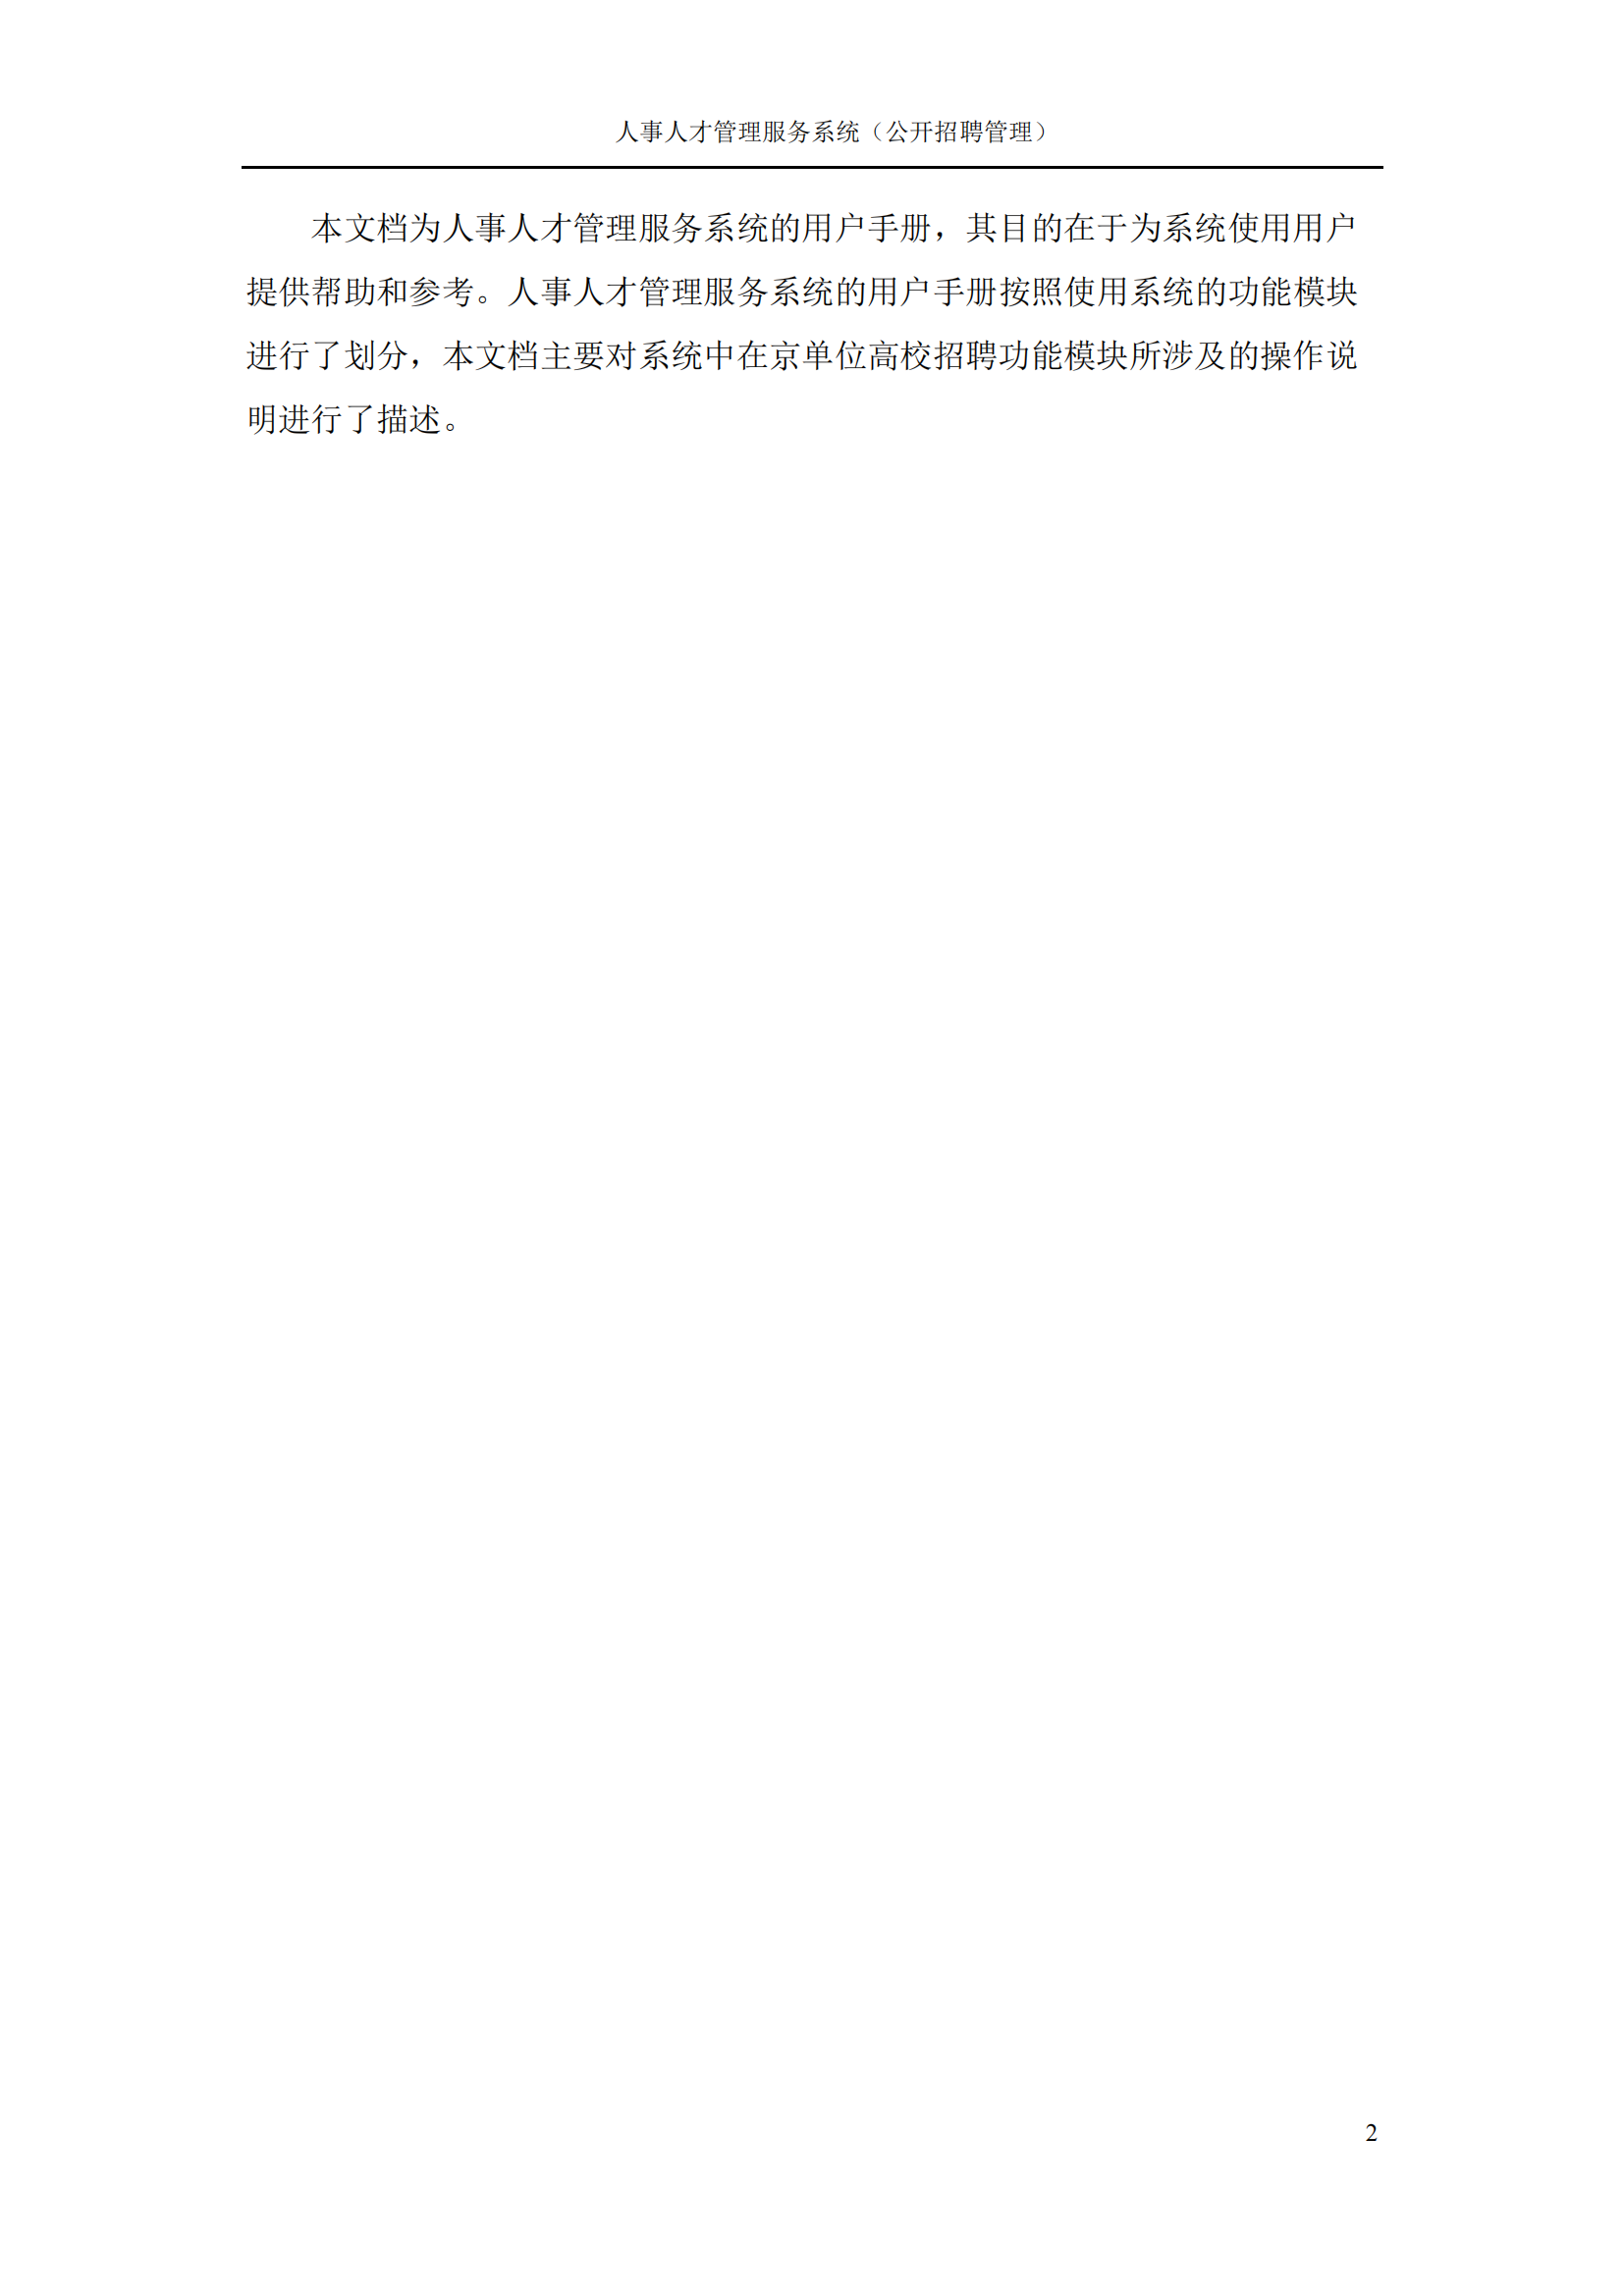 人事人才管理服务系统（公开招聘管理）
本文档为人事人才管理服务系统的用户手册，其目的在于为系统使用用户
提供帮助和参考。人事人才管理服务系统的用户手册按照使用系统的功能模块
进行了划分，本文档主要对系统中在京单位高校招聘功能模块所涉及的操作说
明进行了描述。
2